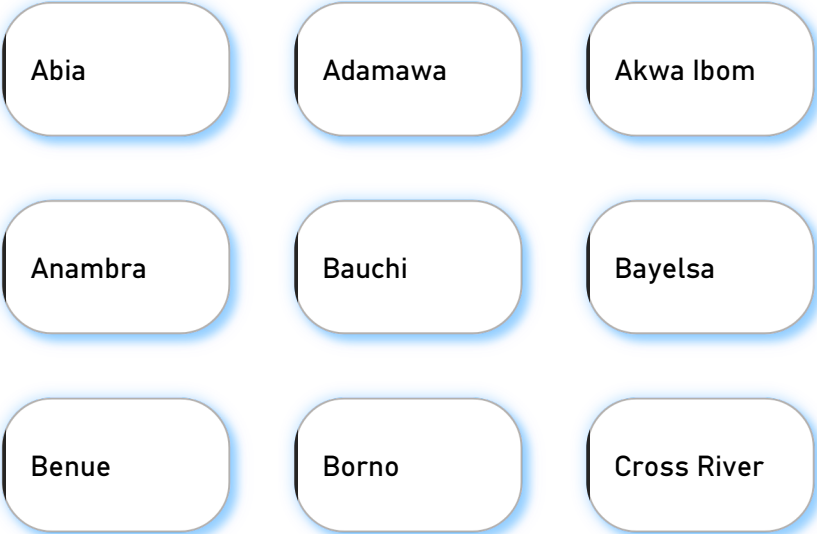 Abia
Adamawa
Akwa Ibom
Anambra
Bauchi
Bayelsa
Benue
Borno
Cross River